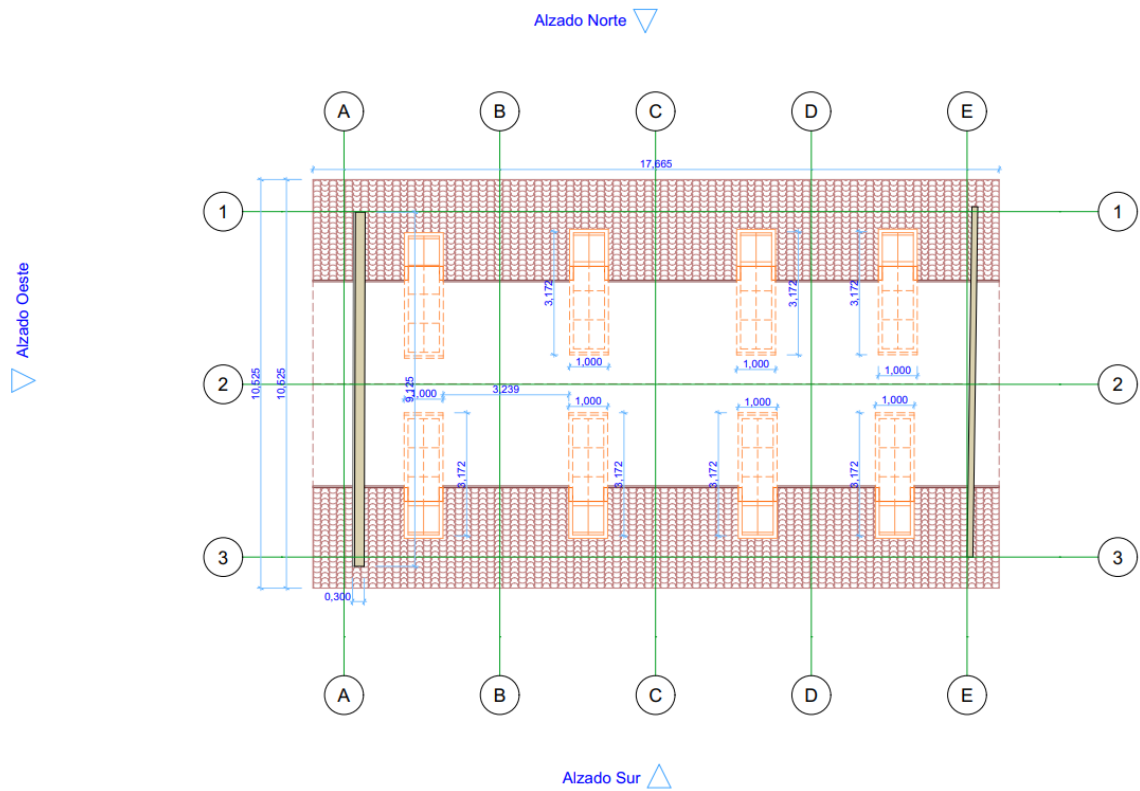 Alzado Norte
A B C D E
17,665
1 1
Alzado Oeste
3,172 3,172 3,172
1,000 1,000 1,000
2 2
10,525 10,525 9,125 1,000 3,239
1,000 1,000 1,000
3,172 3,172 3,172 3,172
3 3
0,300
A B C D E
Alzado Sur